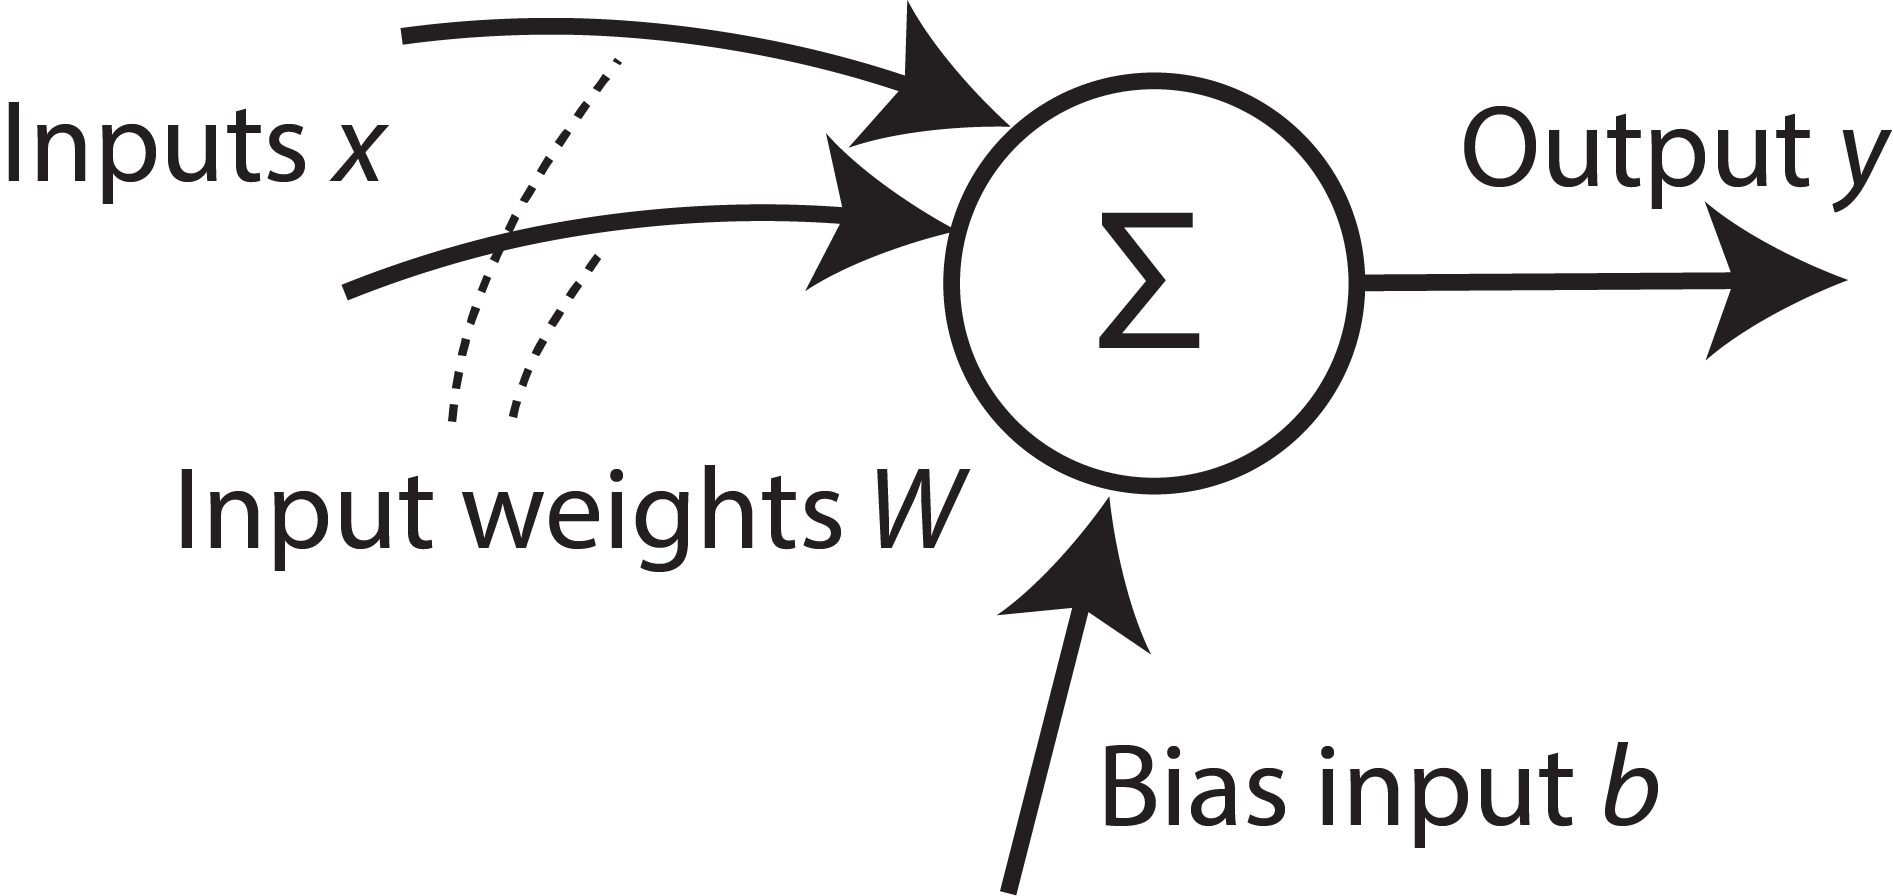 Inputs x
Output y
Σ
Input weights W
Bias input b